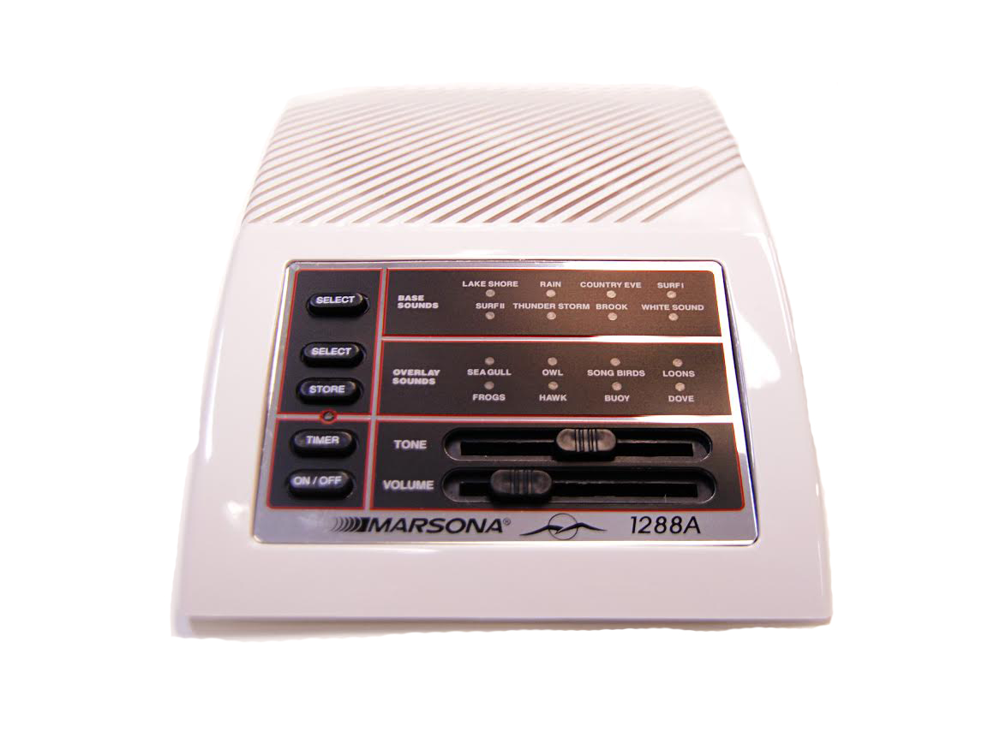 SELECT
BASE
SOUNDS
LAKE SHORE RAIN COUNTRY EVE SURF I
SURF II THUNDER STORM BROOK WHITE SOUND
SELECT
STORE
OVERLAY
SOUNDS
SEA GULL OWL SONG BIRDS LOONS
FROGS HAWK BUOY DOVE
TIMER
ON / OFF
TONE
VOLUME
MARSONA® 1288A